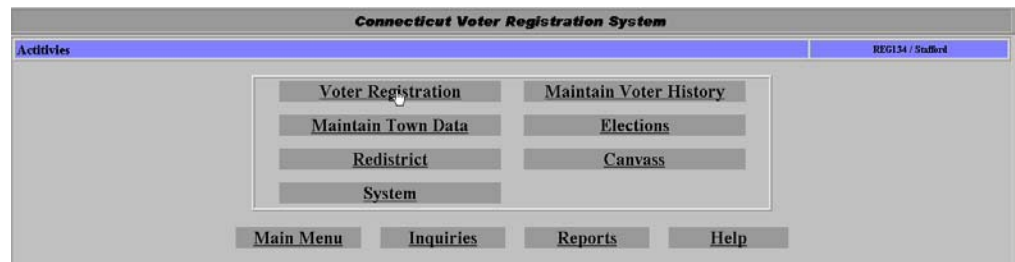 Connecticut Voter Registration System
Actitivies REG134 / Stafford
Voter Registration Maintain Voter History
Maintain Town Data Elections
Redistrict Canvass
System
Main Menu Inquiries Reports Help